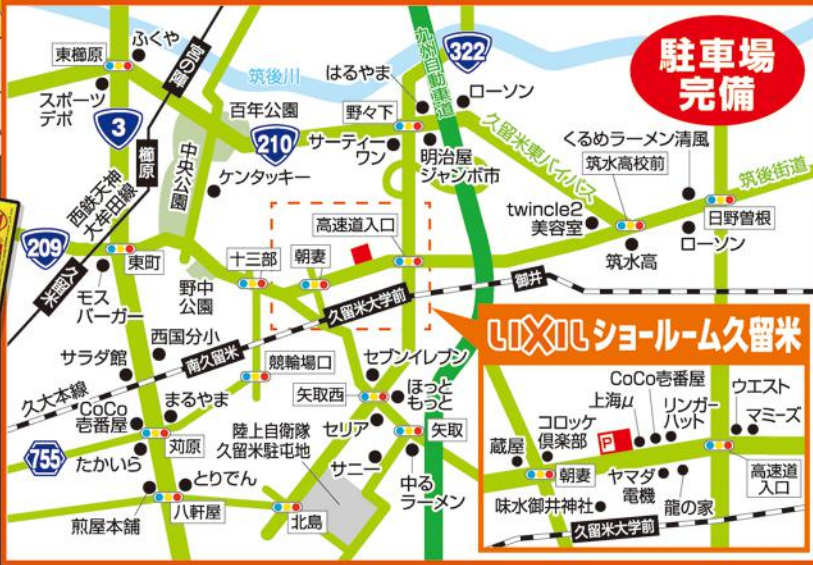 東櫛原
ふくや
宮の陣
筑後川
スポーツ
デポ
3
櫛原
西鉄天神
大牟田線
中央公園
百年公園
210
ケンタッキー
はるやま
野々下
サーティー
ワン
明治屋
ジャンボ市
九州自動車道
322
ローソン
久留米東バイパス
駐車場
完備
くるめラーメン清風
筑水高校前
筑後街道
twincle2
美容室
筑水高
日野曽根
ローソン
209
久留米
東町
モス
バーガー
野中
公園
十三部
朝妻
高速道入口
久留米大学前
御井
西国分小
サラダ館
南久留米
久大本線
競輪場口
まるやま
CoCo
壱番屋
苅原
755
たかいら
とりでん
煎屋本舗
八軒屋
セブンイレブン
ほっと
もっと
矢取西
セリア
矢取
陸上自衛隊
久留米駐屯地
サニー
中る
ラーメン
北島
LIXILショールーム久留米
蔵屋
コロッケ
倶楽部
P
上海μ
CoCo壱番屋
リンガー
ハット
ウエスト
マミーズ
朝妻
ヤマダ
電機
龍の家
高速道
入口
味水御井神社
久留米大学前